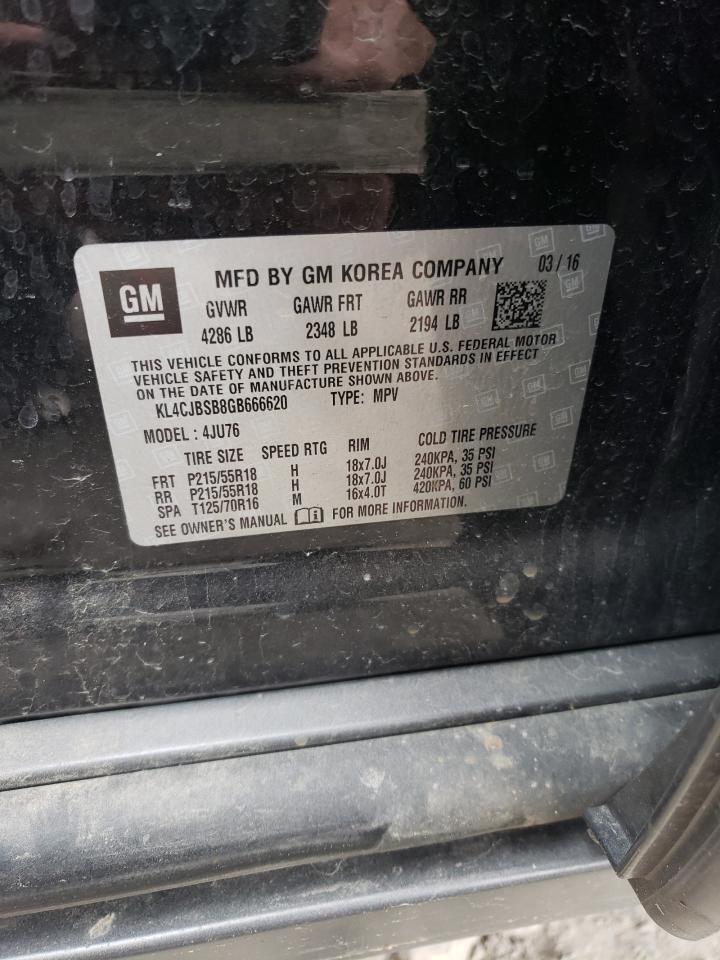 GM
MFD BY GM KOREA COMPANY 03 / 16
GVWR GAWR FRT GAWR RR
4286 LB 2348 LB 2194 LB
THIS VEHICLE CONFORMS TO ALL APPLICABLE U.S. FEDERAL MOTOR
VEHICLE SAFETY AND THEFT PREVENTION STANDARDS IN EFFECT
ON THE DATE OF MANUFACTURE SHOWN ABOVE.
KL4CJBSB8GB666620 TYPE: MPV
MODEL : 4JU76
TIRE SIZE SPEED RTG RIM COLD TIRE PRESSURE
FRT P215/55R18 H 18x7.0J 240KPA, 35 PSI
RR P215/55R18 H 18x7.0J 240KPA, 35 PSI
SPA T125/70R16 M 16x4.0T 420KPA, 60 PSI
SEE OWNER'S MANUAL i FOR MORE INFORMATION.